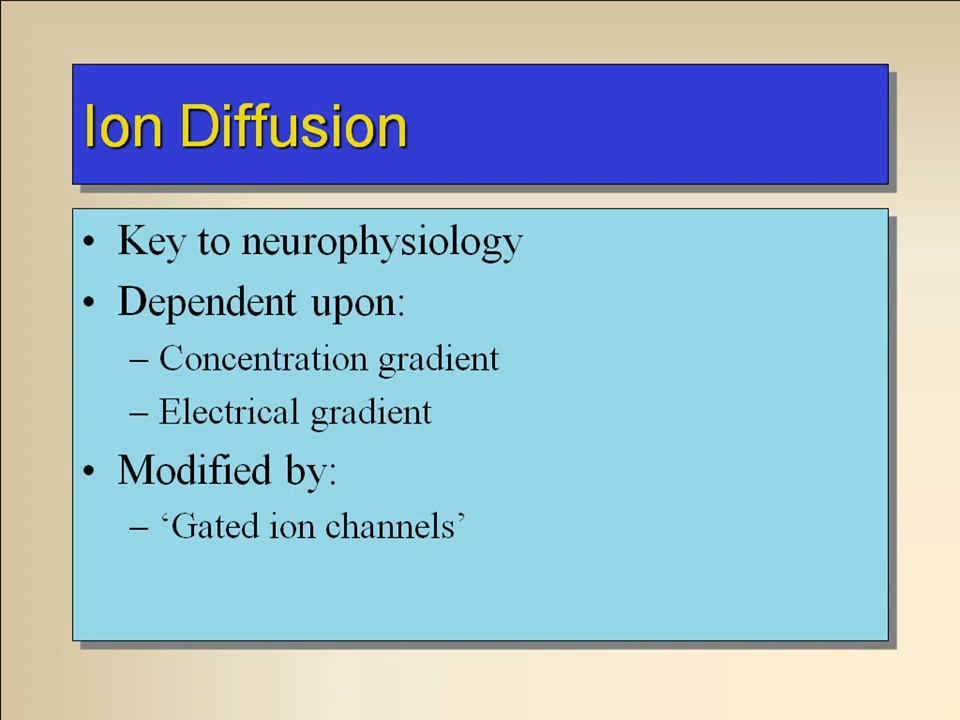 Ion Diffusion
• Key to neurophysiology
• Dependent upon:
– Concentration gradient
– Electrical gradient
• Modified by:
– ‘Gated ion channels’